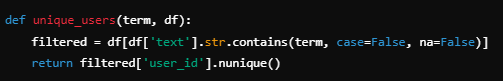 def unique_users(term, df):
    filtered = df[df['text'].str.contains(term, case=False, na=False)]
    return filtered['user_id'].nunique()